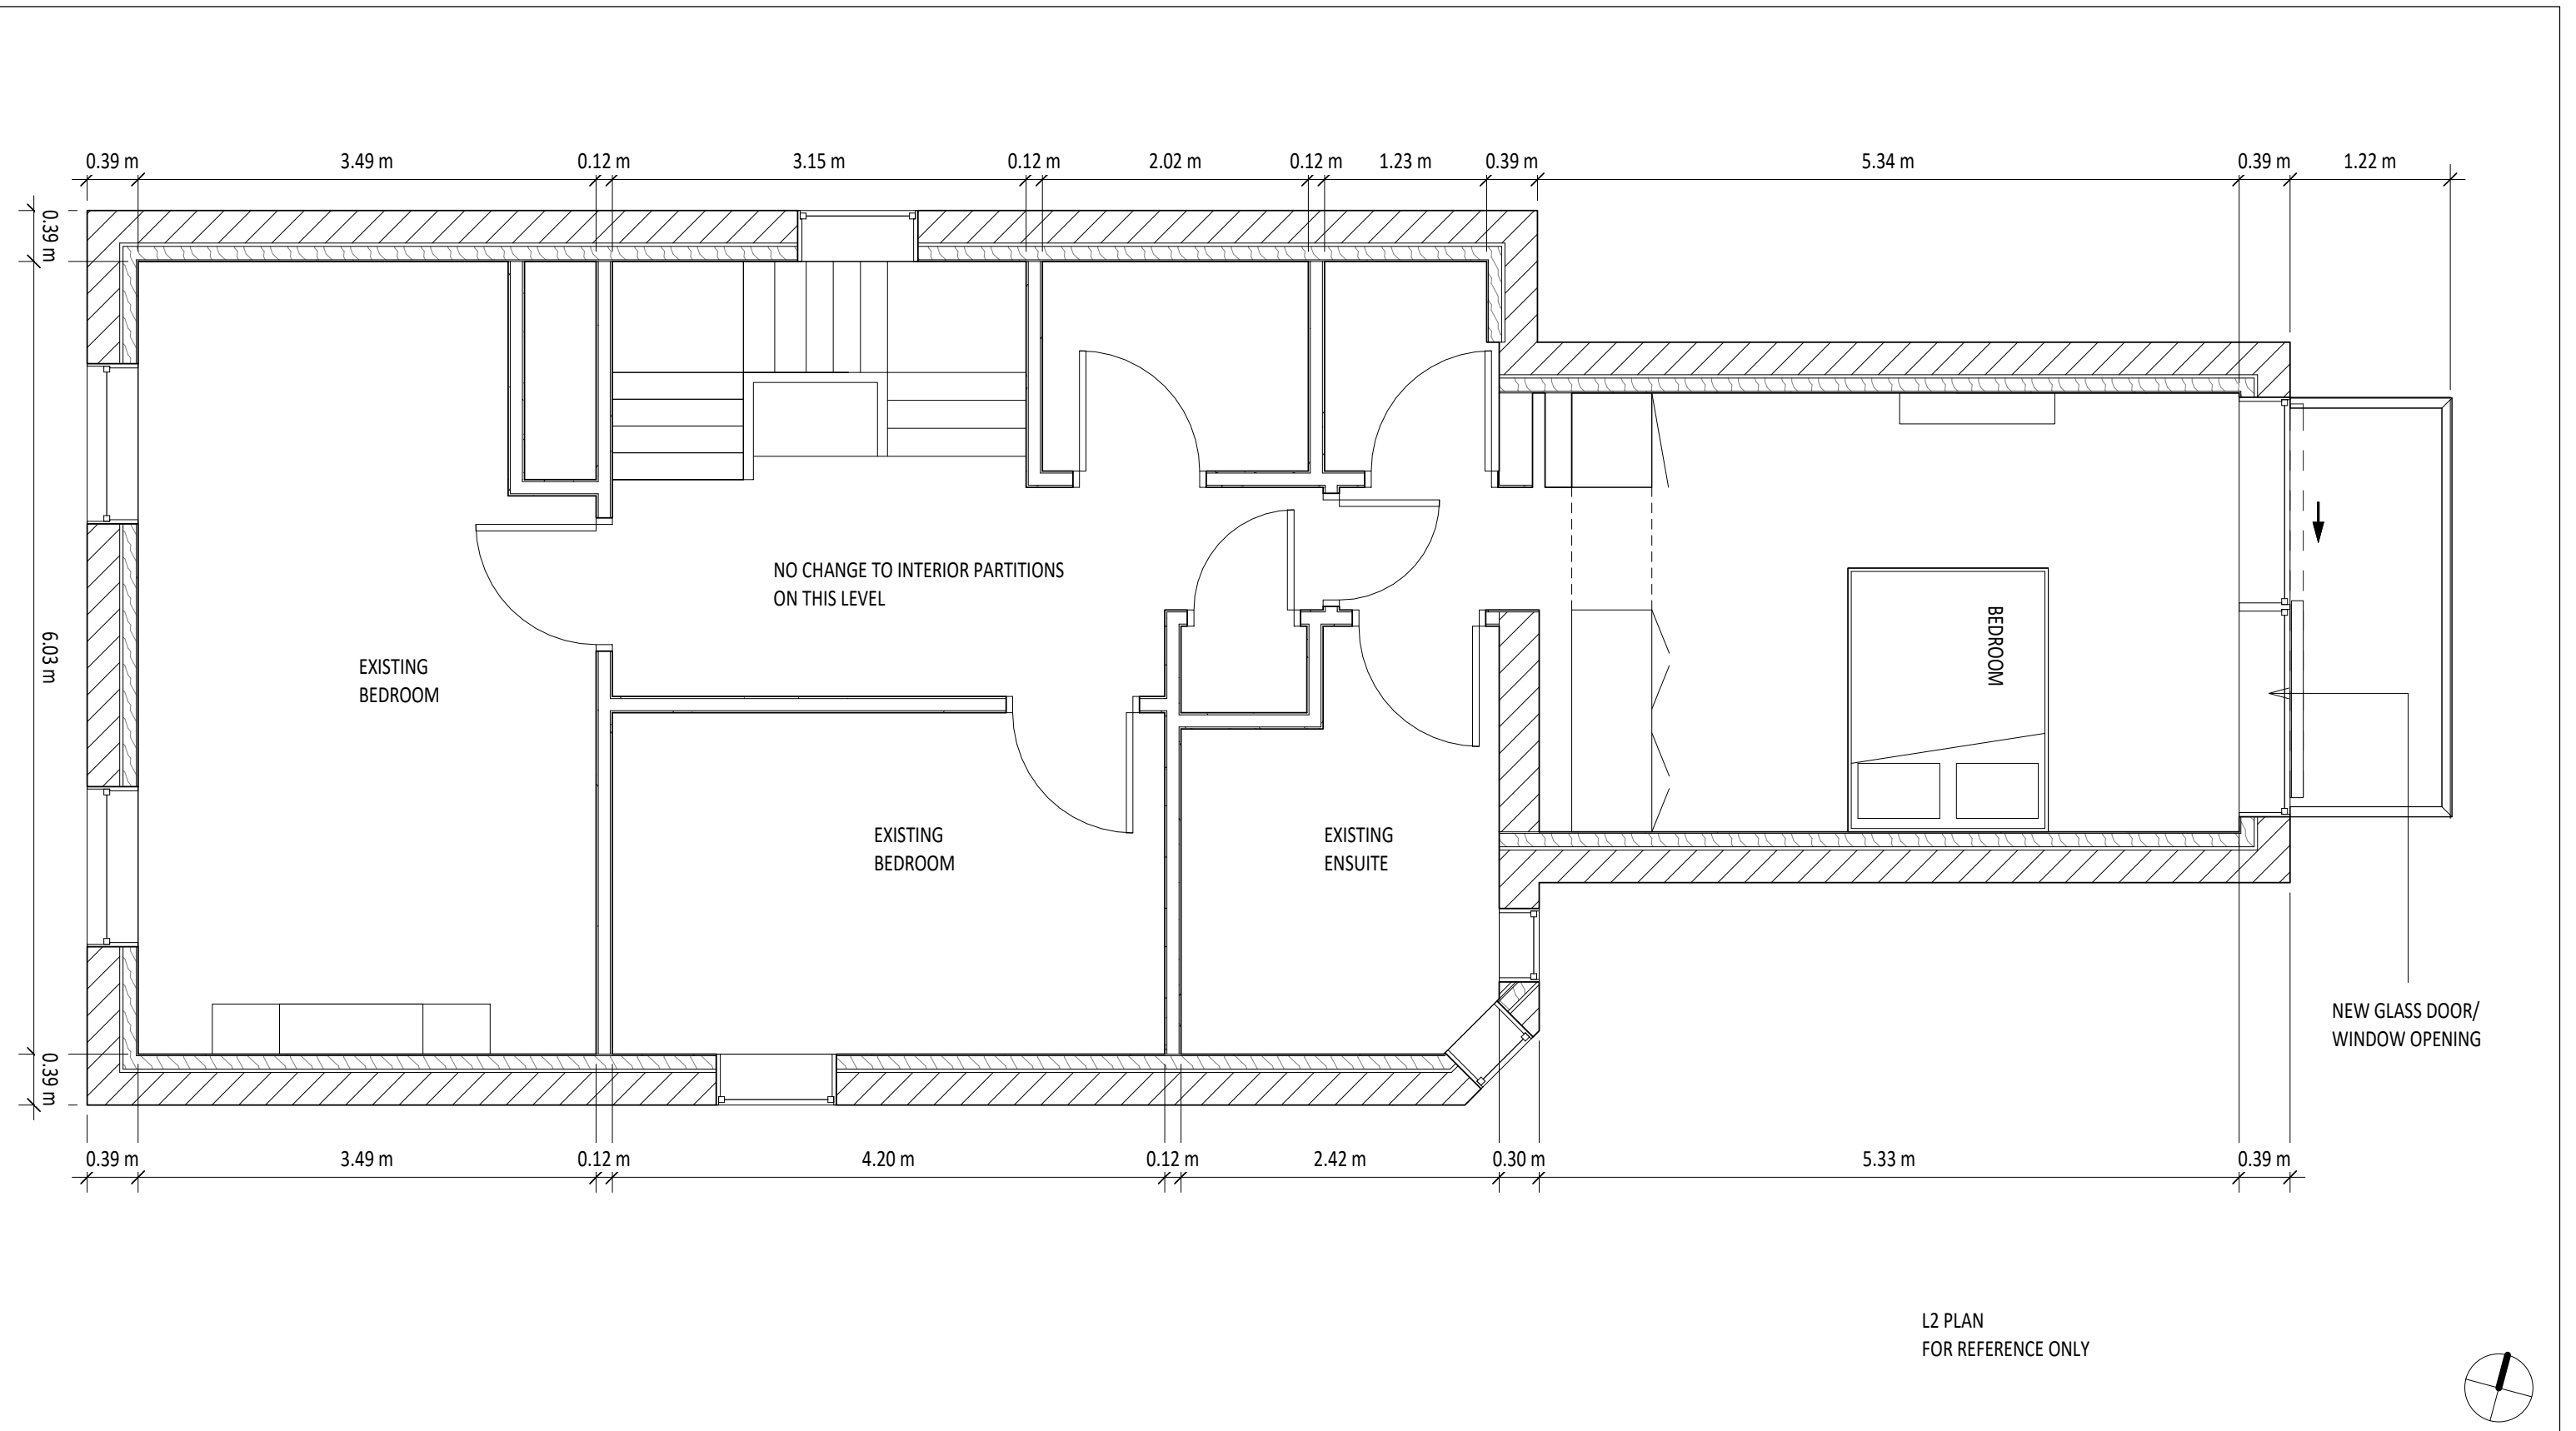 0.39 m 3.49 m 0.12 m 3.15 m 0.12 m 2.02 m 0.12 m 1.23 m 0.39 m 5.34 m 0.39 m 1.22 m
0.39 m
6.03 m
0.39 m
NO CHANGE TO INTERIOR PARTITIONS
ON THIS LEVEL
EXISTING
BEDROOM
BEDROOM
EXISTING
BEDROOM
EXISTING
ENSUITE
NEW GLASS DOOR/
WINDOW OPENING
0.39 m 3.49 m 0.12 m 4.20 m 0.12 m 2.42 m 0.30 m 5.33 m 0.39 m
L2 PLAN
FOR REFERENCE ONLY